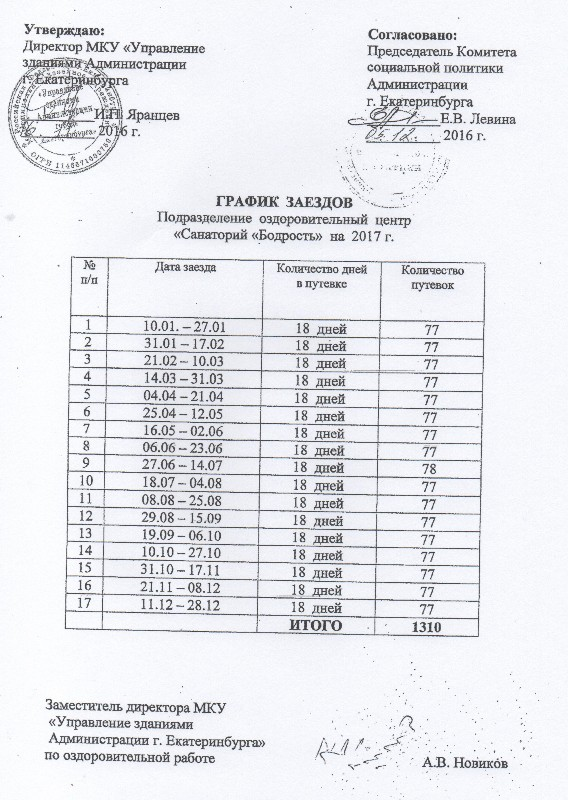 Утверждаю:
Директор МКУ «Управление
зданиями Администрации
г. Екатеринбурга
И.П. Яранцев
2016 г.
Согласовано:
Председатель Комитета
социальной политики
Администрации
г. Екатеринбурга
Е.В. Левина
05.12 2016 г.
ГРАФИК ЗАЕЗДОВ
Подразделение оздоровительный центр
«Санаторий «Бодрость» на 2017 г.
№ п/п Дата заезда Количество дней в путевке Количество путевок
1 10.01. – 27.01 18 дней 77
2 31.01 – 17.02 18 дней 77
3 21.02 – 10.03 18 дней 77
4 14.03 – 31.03 18 дней 77
5 04.04 – 21.04 18 дней 77
6 25.04 – 12.05 18 дней 77
7 16.05 – 02.06 18 дней 77
8 06.06 – 23.06 18 дней 77
9 27.06 – 14.07 18 дней 78
10 18.07 – 04.08 18 дней 77
11 08.08 – 25.08 18 дней 77
12 29.08 – 15.09 18 дней 77
13 19.09 – 06.10 18 дней 77
14 10.10 – 27.10 18 дней 77
15 31.10 – 17.11 18 дней 77
16 21.11 – 08.12 18 дней 77
17 11.12 – 28.12 18 дней 77
ИТОГО 1310
Заместитель директора МКУ
«Управление зданиями
Администрации г. Екатеринбурга»
по оздоровительной работе
А.В. Новиков